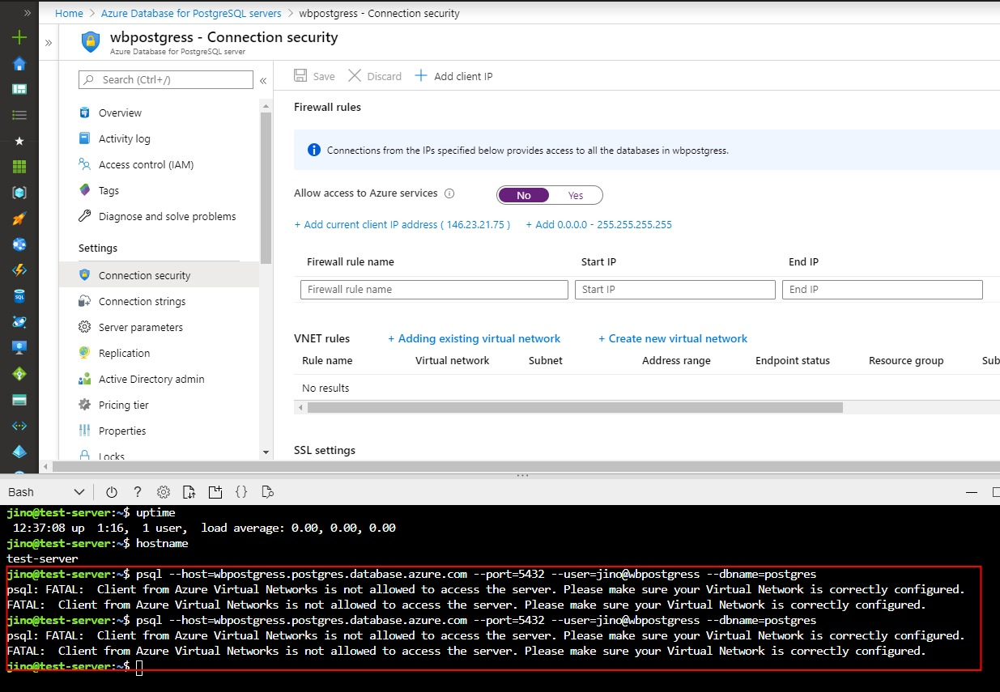 Home > Azure Database for PostgreSQL servers > wbpostgress - Connection security
wbpostgress - Connection security
Azure Database for PostgreSQL server
Search (Ctrl+/)
Overview
Activity log
Access control (IAM)
Tags
Diagnose and solve problems
Settings
Connection security
Connection strings
Server parameters
Replication
Active Directory admin
Pricing tier
Properties
Locks
Save Discard Add client IP
Firewall rules
Connections from the IPs specified below provides access to all the databases in wbpostgress.
Allow access to Azure services No Yes
+ Add current client IP address ( 146.23.21.75 ) + Add 0.0.0.0 - 255.255.255.255
Firewall rule name Start IP End IP
Firewall rule name Start IP End IP
VNET rules + Adding existing virtual network + Create new virtual network
Rule name Virtual network Subnet Address range Endpoint status Resource group Sub
No results
SSL settings
Bash
jino@test-server:~$ uptime
12:37:08 up 1:16, 1 user, load average: 0.00, 0.00, 0.00
jino@test-server:~$ hostname
test-server
jino@test-server:~$ psql --host=wbpostgress.postgres.database.azure.com --port=5432 --user=jino@wbpostgress --dbname=postgres
psql: FATAL: Client from Azure Virtual Networks is not allowed to access the server. Please make sure your Virtual Network is correctly configured.
FATAL: Client from Azure Virtual Networks is not allowed to access the server. Please make sure your Virtual Network is correctly configured.
jino@test-server:~$ psql --host=wbpostgress.postgres.database.azure.com --port=5432 --user=jino@wbpostgress --dbname=postgres
psql: FATAL: Client from Azure Virtual Networks is not allowed to access the server. Please make sure your Virtual Network is correctly configured.
FATAL: Client from Azure Virtual Networks is not allowed to access the server. Please make sure your Virtual Network is correctly configured.
jino@test-server:~$